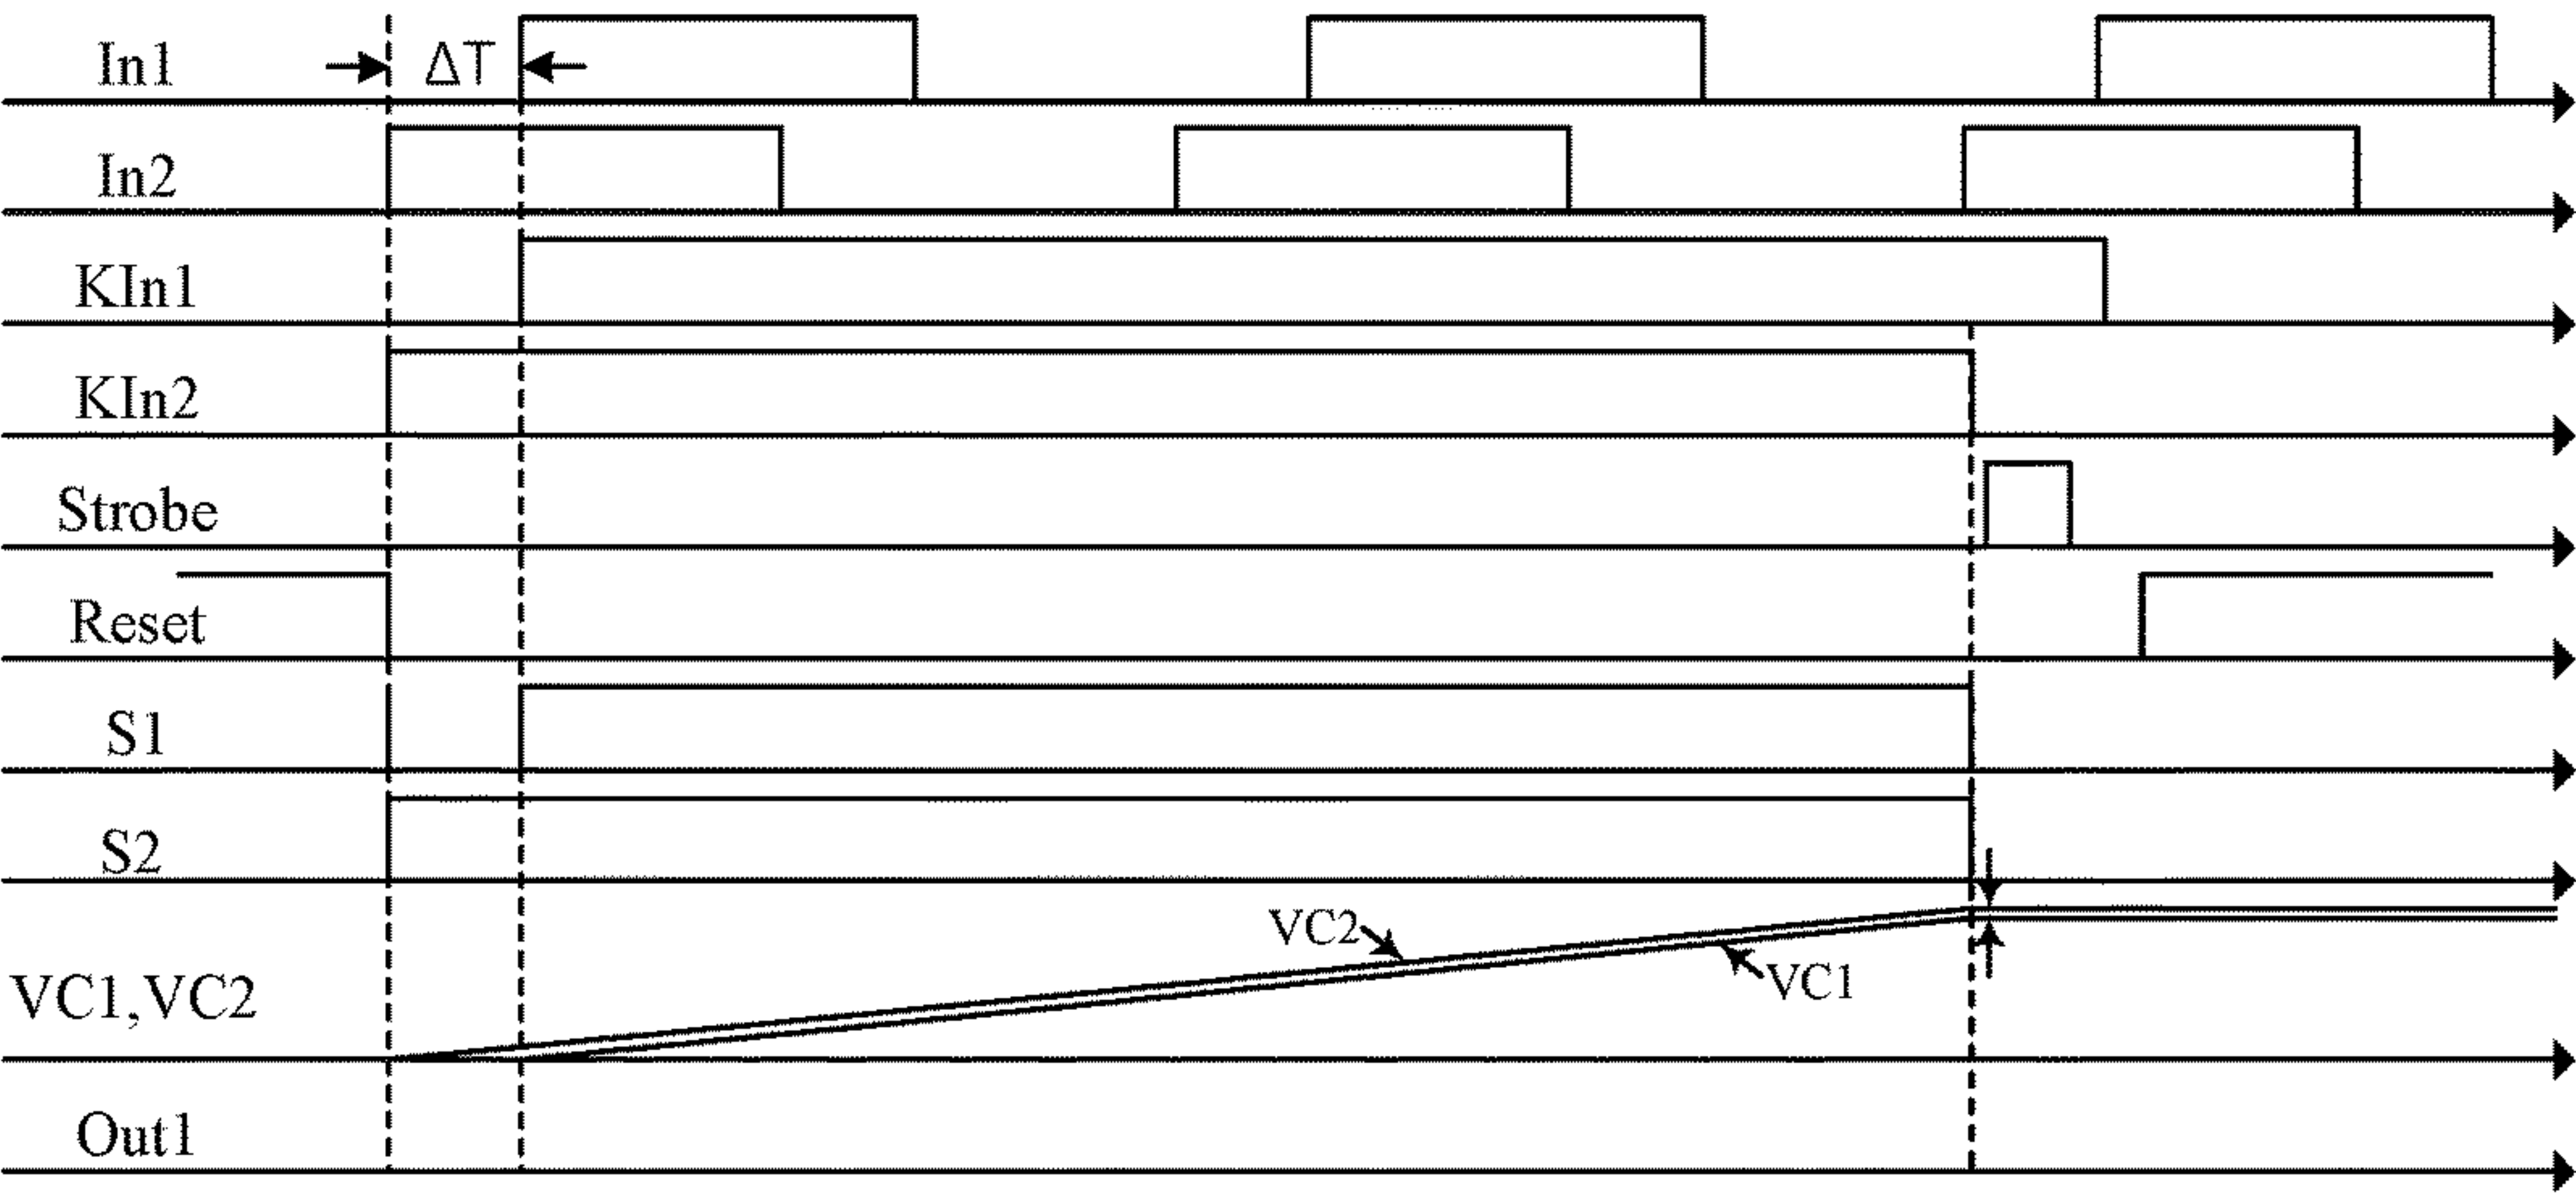 In1
ΔT
In2
KIn1
KIn2
Strobe
Reset
S1
S2
VC2
VC1
VC1,VC2
Out1